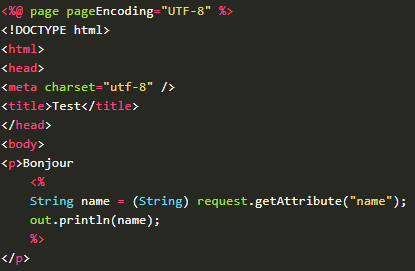 <%@ page pageEncoding="UTF-8" %>
<!DOCTYPE html>
<html>
<head>
<meta charset="utf-8" />
<title>Test</title>
</head>
<body>
<p>Bonjour
    <%
    String name = (String) request.getAttribute("name");
    out.println(name);
    %>
</p>